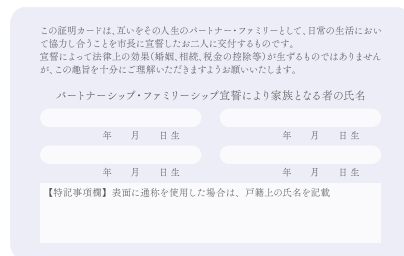 この証明カードは、互いをその人生のパートナー・ファミリーとして、日常の生活において協力し合うことを市長に宣誓したお二人に交付するものです。
宣誓によって法律上の効果(婚姻、相続、税金の控除等)が生ずるものではありませんが、この趣旨を十分にご理解いただきますようお願いいたします。
パートナーシップ・ファミリーシップ宣誓により家族となる者の氏名
年 月 日生 年 月 日生
年 月 日生 年 月 日生
【特記事項欄】表面に通称を使用した場合は、戸籍上の氏名を記載